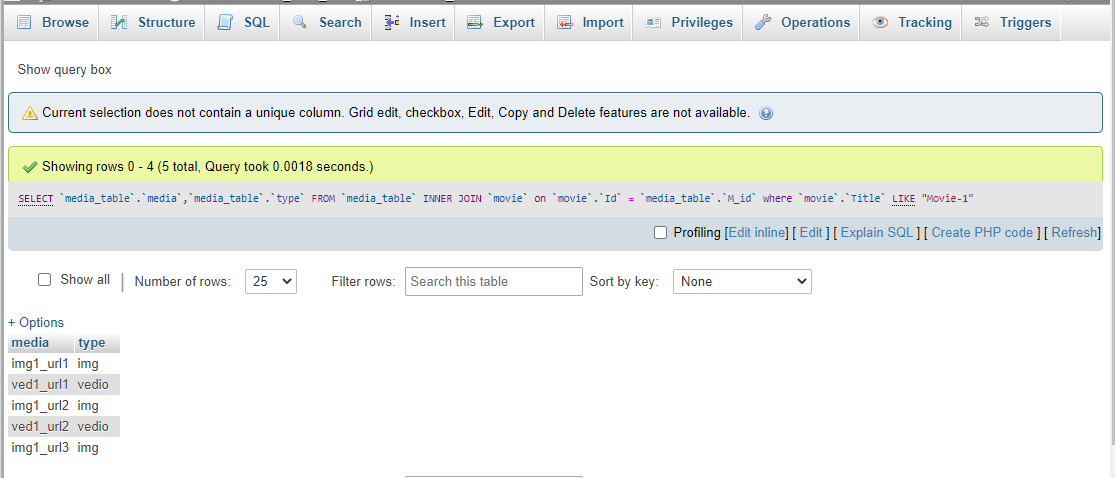 Browse Structure SQL Search Insert Export Import Privileges Operations Tracking Triggers
Show query box
Current selection does not contain a unique column. Grid edit, checkbox, Edit, Copy and Delete features are not available.
Showing rows 0 - 4 (5 total, Query took 0.0018 seconds.)
SELECT `media_table`.`media`,`media_table`.`type` FROM `media_table` INNER JOIN `movie` on `movie`.`Id` = `media_table`.`M_id` where `movie`.`Title` LIKE "Movie-1"
Profiling [Edit inline] [ Edit ] [ Explain SQL ] [ Create PHP code ] [ Refresh]
Show all | Number of rows: 25 Filter rows: Search this table Sort by key: None
+ Options
media type
img1_url1 img
ved1_url1 vedio
img1_url2 img
ved1_url2 vedio
img1_url3 img